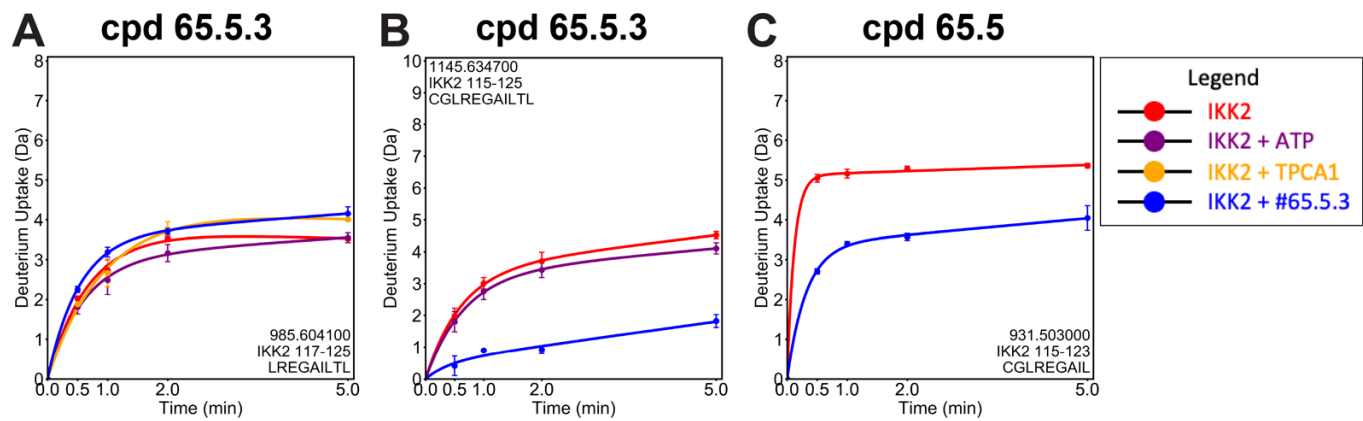 A
cpd 65.5.3
B
cpd 65.5.3
C
cpd 65.5
Deuterium Uptake (Da)
8
7
6
5
4
3
2
1
0
985.604100
IKK2 117-125
LREGAILTL
0.0 0.5 1.0 2.0 5.0
Time (min)
Deuterium Uptake (Da)
10
9
8
7
6
5
4
3
2
1
0
1145.634700
IKK2 115-125
CGLREGAILTL
0.0 0.5 1.0 2.0 5.0
Time (min)
Deuterium Uptake (Da)
8
7
6
5
4
3
2
1
0
931.503000
IKK2 115-123
CGLREGAIL
0.0 0.5 1.0 2.0 5.0
Time (min)
Legend
IKK2
IKK2 + ATP
IKK2 + TPCA1
IKK2 + #65.5.3